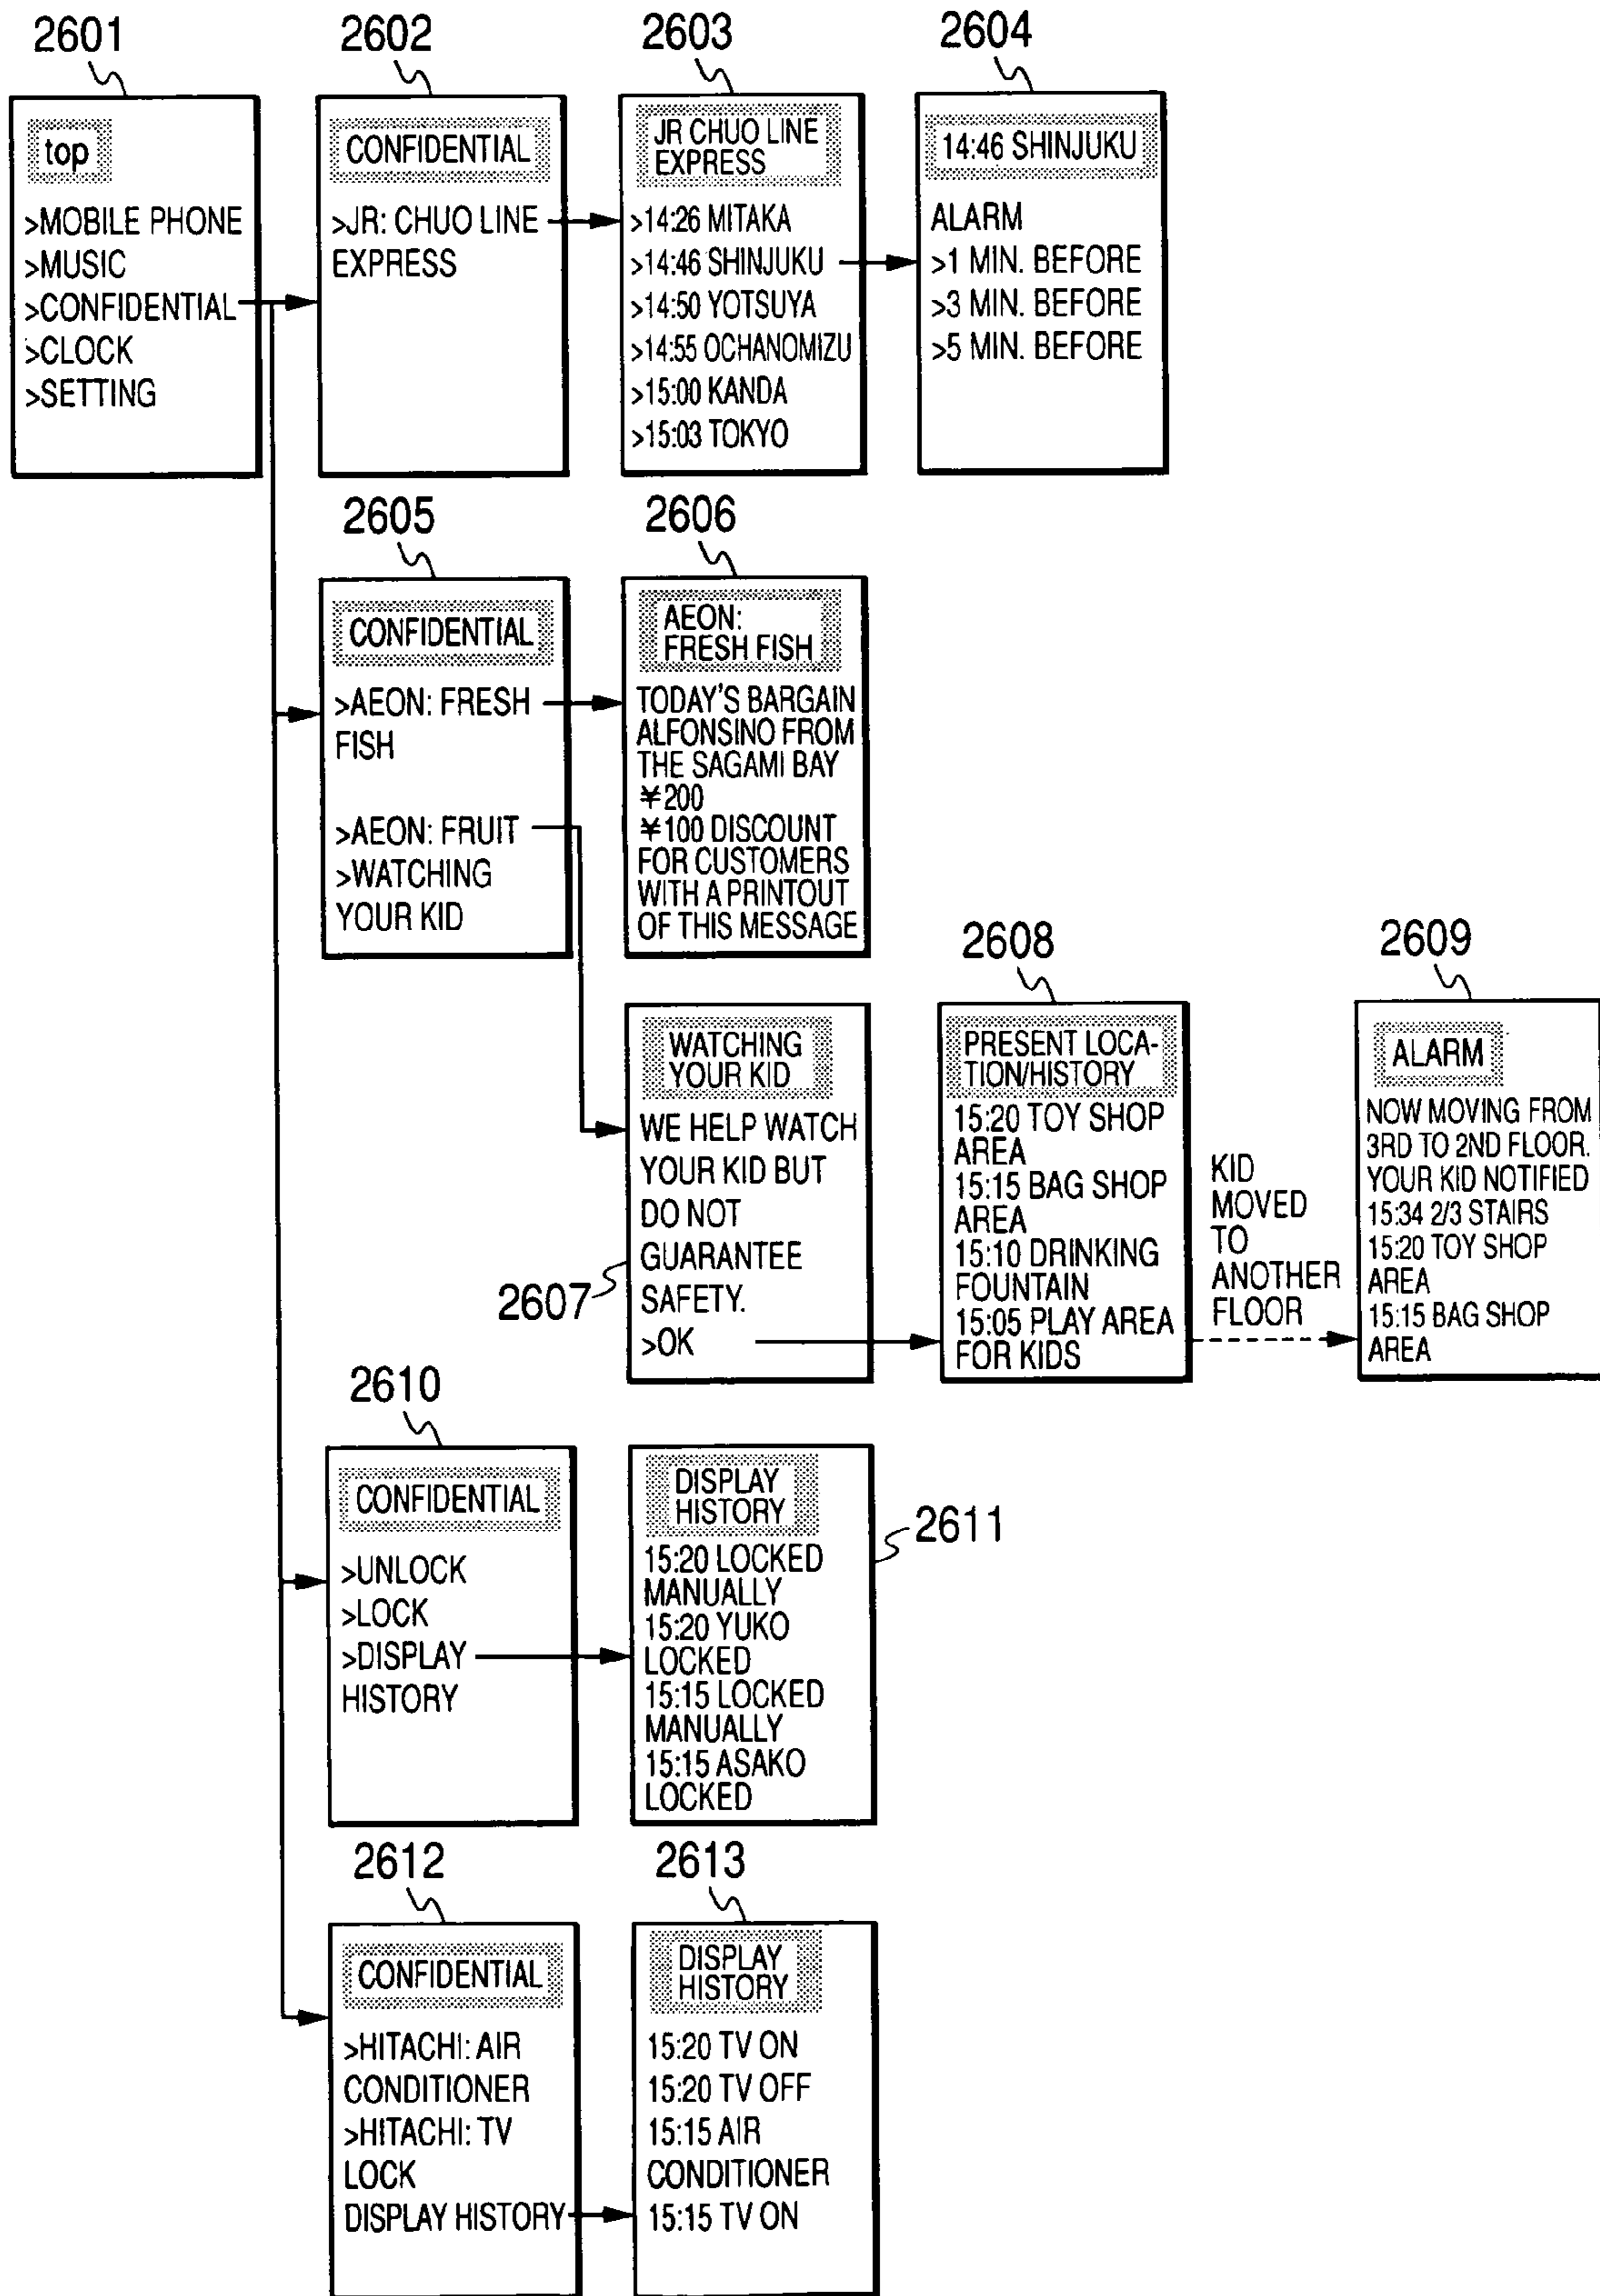 2601
2602
2603
2604
top
>MOBILE PHONE
>MUSIC
>CONFIDENTIAL
>CLOCK
>SETTING
CONFIDENTIAL
>JR: CHUO LINE
EXPRESS
JR CHUO LINE
EXPRESS
>14:26 MITAKA
>14:46 SHINJUKU
>14:50 YOTSUYA
>14:55 OCHANOMIZU
>15:00 KANDA
>15:03 TOKYO
14:46 SHINJUKU
ALARM
>1 MIN. BEFORE
>3 MIN. BEFORE
>5 MIN. BEFORE
2605
2606
CONFIDENTIAL
>AEON: FRESH
FISH
>AEON: FRUIT
>WATCHING
YOUR KID
AEON:
FRESH FISH
TODAY'S BARGAIN
ALFONSINO FROM
THE SAGAMI BAY
¥200
¥100 DISCOUNT
FOR CUSTOMERS
WITH A PRINTOUT
OF THIS MESSAGE
2607
WATCHING
YOUR KID
WE HELP WATCH
YOUR KID BUT
DO NOT
GUARANTEE
SAFETY.
>OK
2608
PRESENT LOCA-
TION/HISTORY
15:20 TOY SHOP
AREA
15:15 BAG SHOP
AREA
15:10 DRINKING
FOUNTAIN
15:05 PLAY AREA
FOR KIDS
KID
MOVED
TO
ANOTHER
FLOOR
2609
ALARM
NOW MOVING FROM
3RD TO 2ND FLOOR.
YOUR KID NOTIFIED
15:34 2/3 STAIRS
15:20 TOY SHOP
AREA
15:15 BAG SHOP
AREA
2610
CONFIDENTIAL
>UNLOCK
>LOCK
>DISPLAY
HISTORY
2611
DISPLAY
HISTORY
15:20 LOCKED
MANUALLY
15:20 YUKO
LOCKED
15:15 LOCKED
MANUALLY
15:15 ASAKO
LOCKED
2612
2613
CONFIDENTIAL
>HITACHI: AIR
CONDITIONER
>HITACHI: TV
LOCK
DISPLAY HISTORY
DISPLAY
HISTORY
15:20 TV ON
15:20 TV OFF
15:15 AIR
CONDITIONER
15:15 TV ON